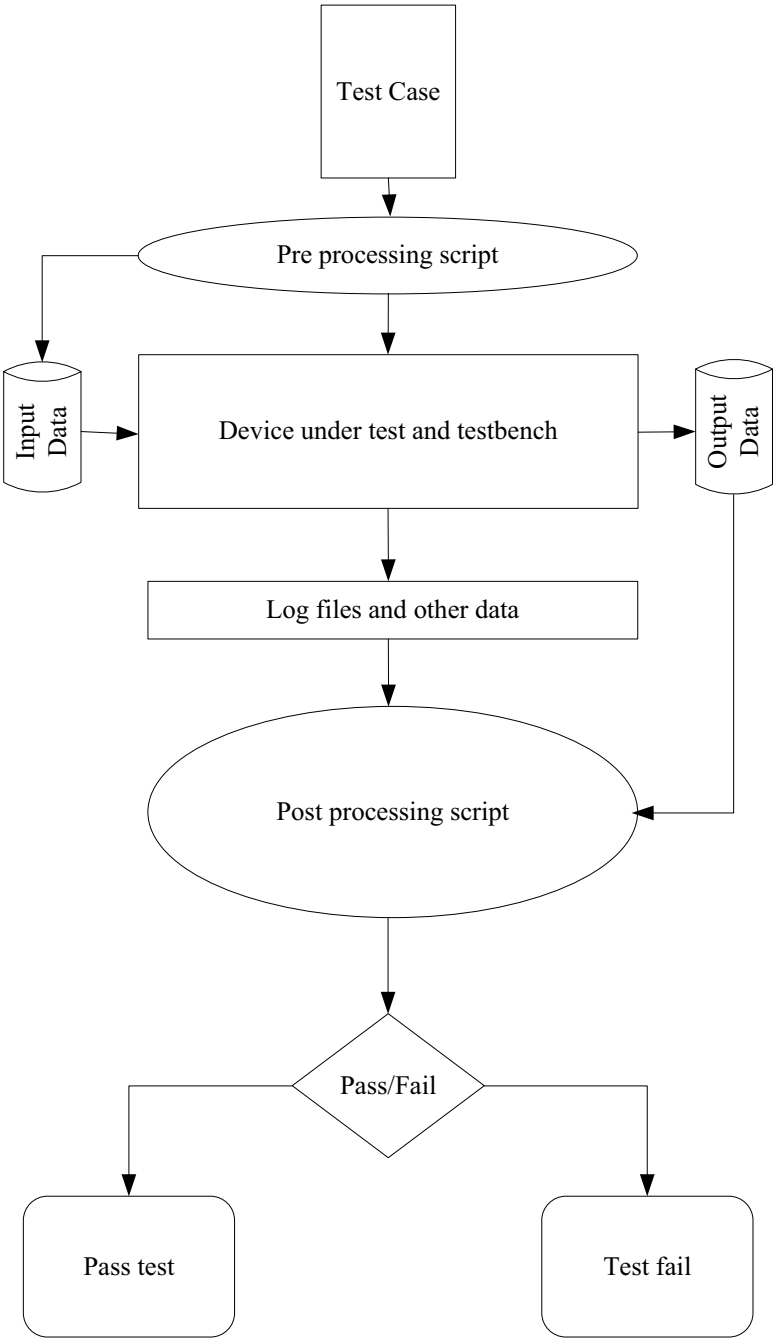 Test Case
Pre processing script
Input
Data
Device under test and testbench
Output
Data
Log files and other data
Post processing script
Pass/Fail
Pass test
Test fail